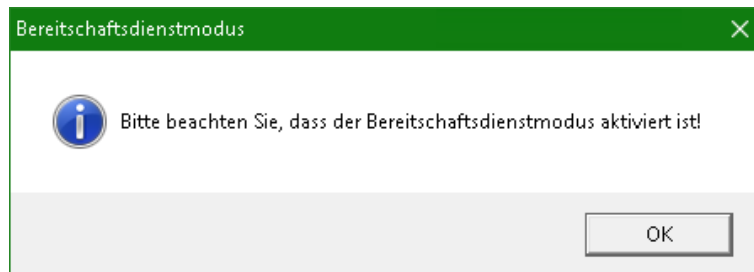 Bereitschaftsdienstmodus
Bitte beachten Sie, dass der Bereitschaftsdienstmodus aktiviert ist!
OK